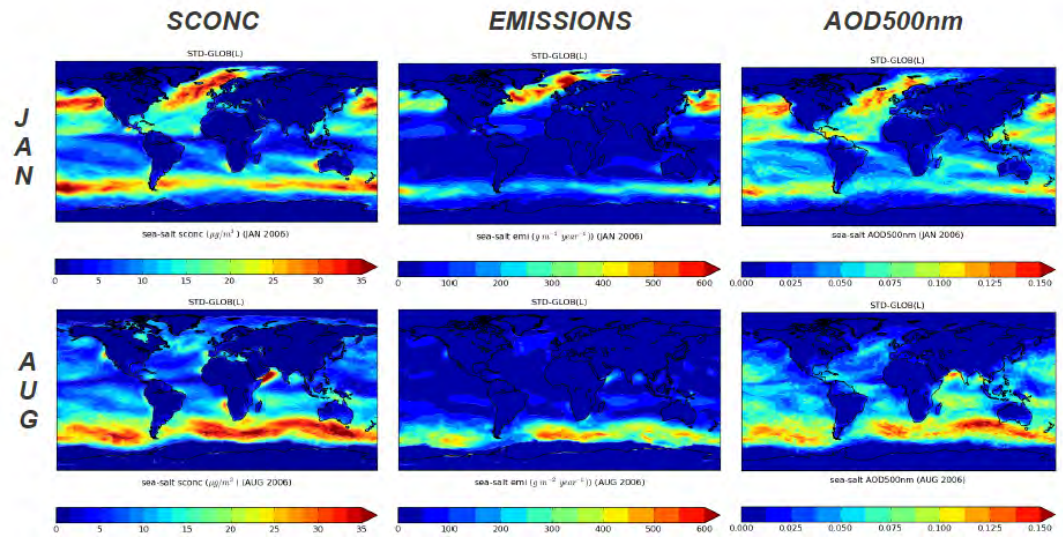 SCONC EMISSIONS AOD500nm
STD-GLOB(L) STD-GLOB(L) STD-GLOB(L)
JAN
sea-salt sconc (μg/m³ ) (JAN 2006) sea-salt emi (g m⁻² year⁻¹)) (JAN 2006) sea-salt AOD500nm (JAN 2006)
0 5 10 15 20 25 30 35 0 100 200 300 400 500 600 0.000 0.025 0.050 0.075 0.100 0.125 0.150
STD-GLOB(L) STD-GLOB(L) STD-GLOB(L)
AUG
sea-salt sconc (μg/m³ ) (AUG 2006) sea-salt emi (g m⁻² year⁻¹)) (AUG 2006) sea-salt AOD500nm (AUG 2006)
0 5 10 15 20 25 30 35 0 100 200 300 400 500 600 0.000 0.025 0.050 0.075 0.100 0.125 0.150